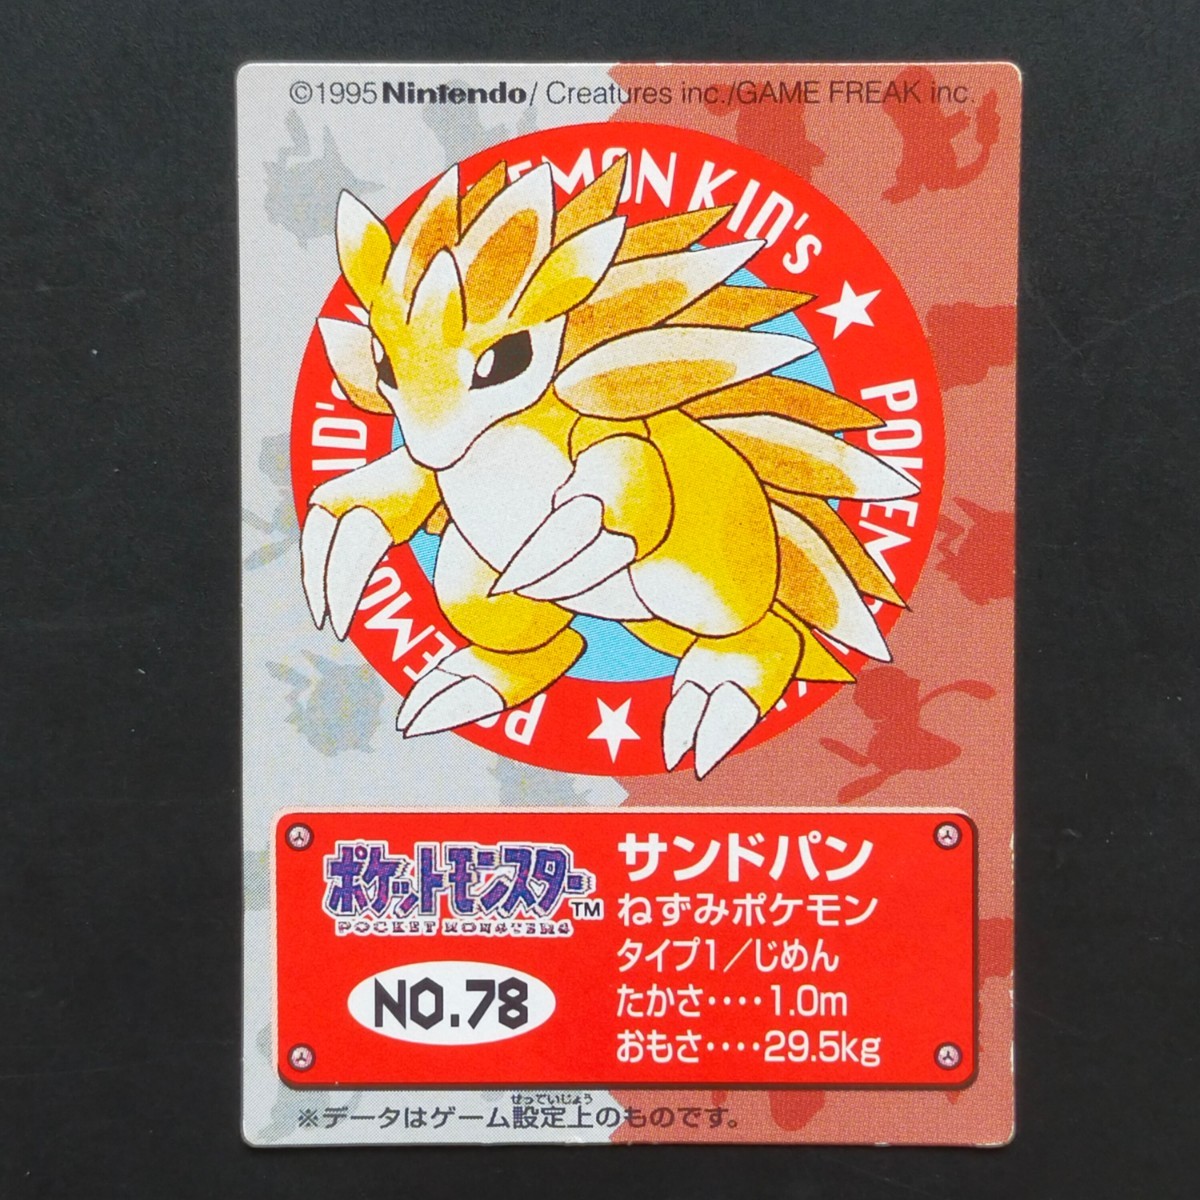 ©1995 Nintendo/ Creatures inc./GAME FREAK inc.
POKEMON KID'S
ポケットモンスター TM
POCKET MONSTERS
NO.78
サンドパン
ねずみポケモン
タイプ1／じめん
たかさ‥‥1.0m
おもさ‥‥29.5kg
せっていじょう
※データはゲーム設定上のものです。